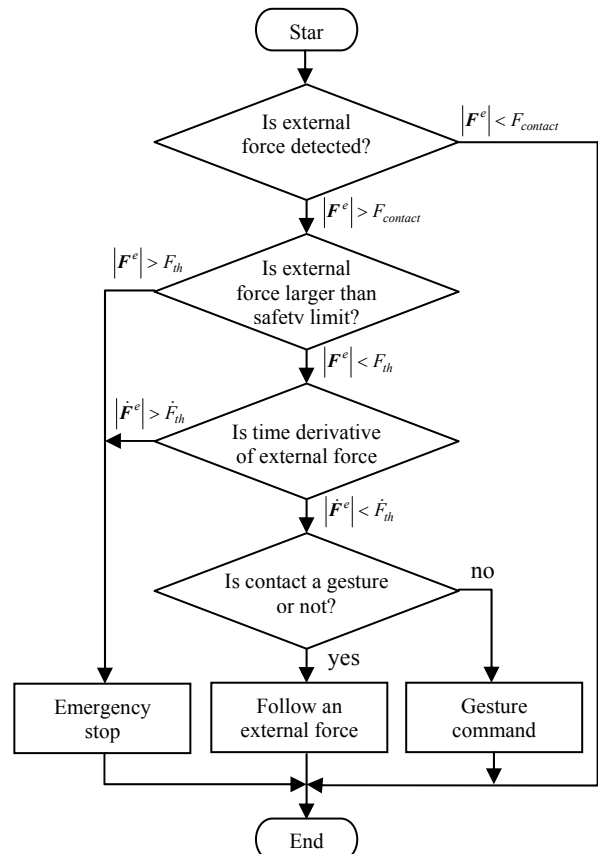 Star
Is external
force detected?
|F^e| < F_contact
|F^e| > F_contact
|F^e| > F_th
Is external
force larger than
safetv limit?
|F^e| < F_th
|Ḟ^e| > Ḟ_th
Is time derivative
of external force
|Ḟ^e| < Ḟ_th
Is contact a gesture
or not?
no
yes
Emergency
stop
Follow an
external force
Gesture
command
End